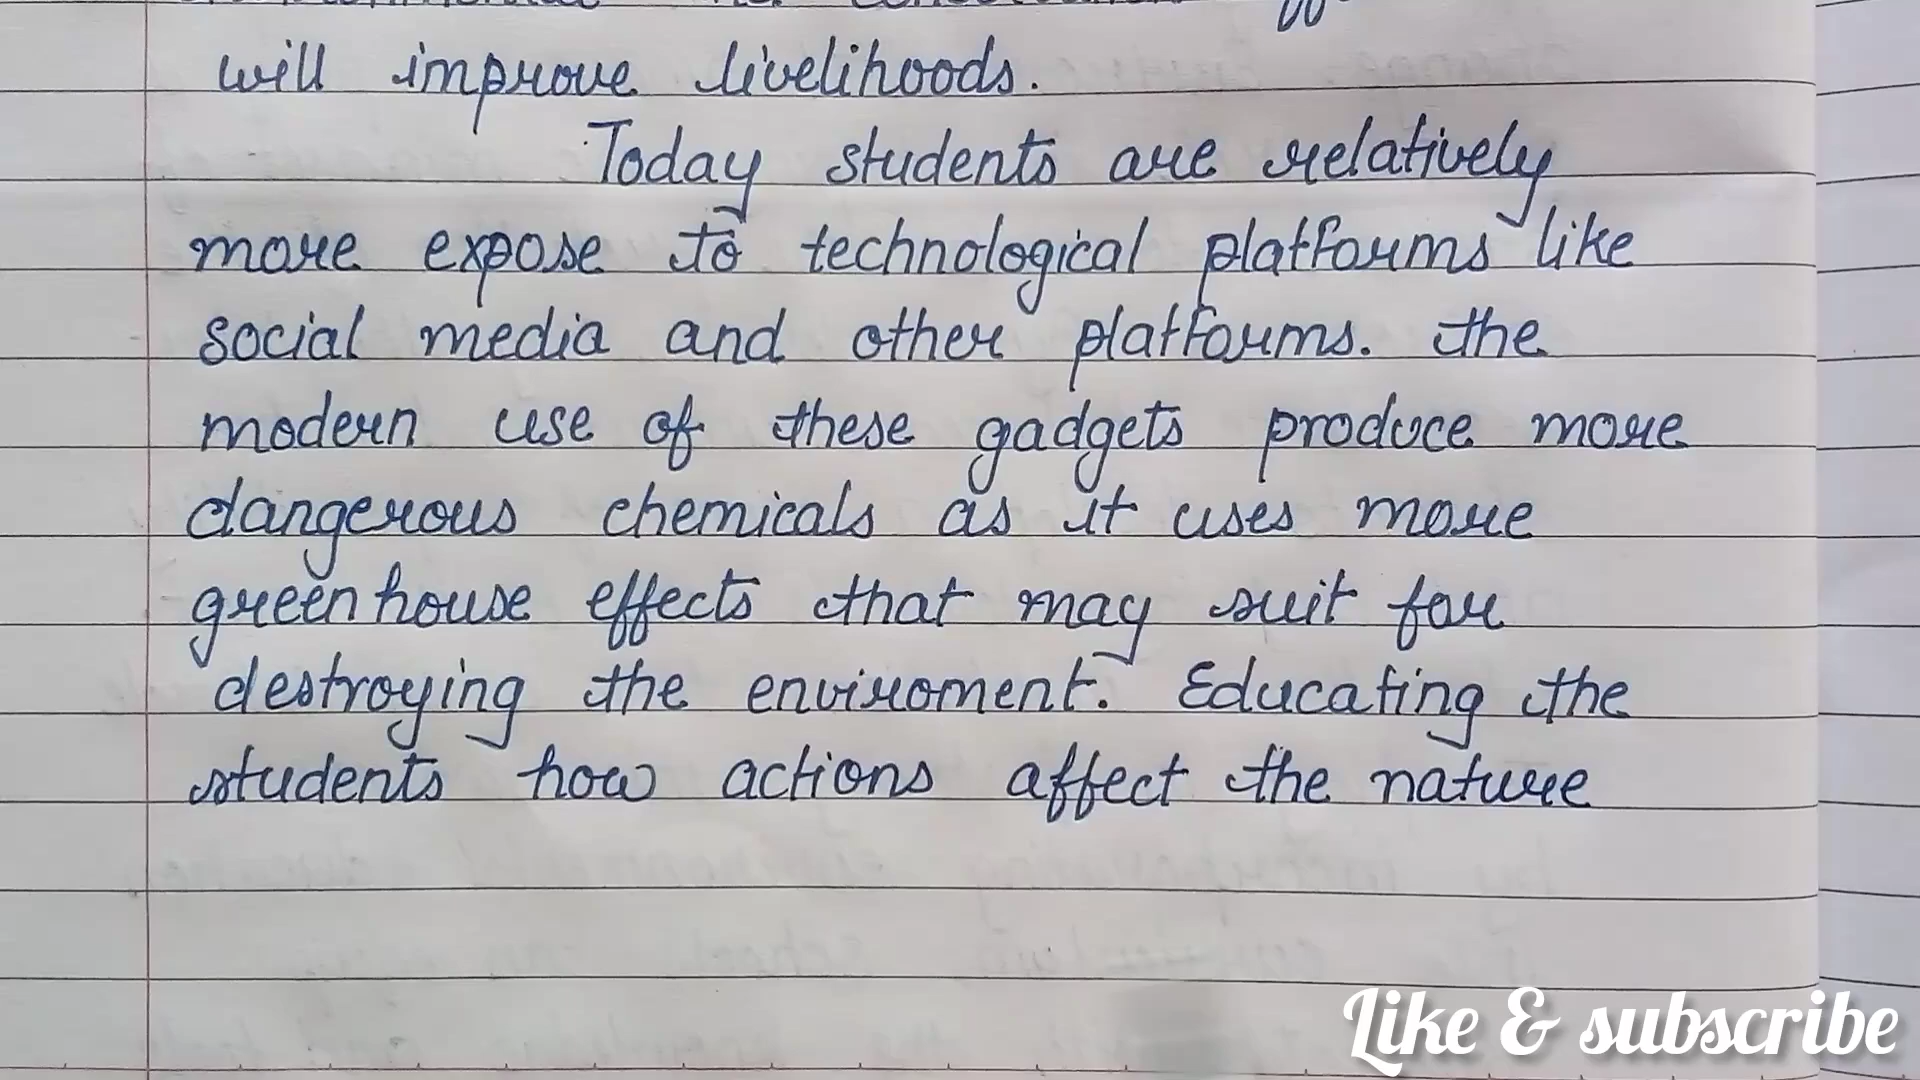 will improve livelihoods.
Today students are relatively
more expose to technological platforms like
social media and other platforms. the
modern use of these gadgets produce more
dangerous chemicals as it uses more
greenhouse effects that may suit for
destroying the enviroment. Educating the
students how actions affect the nature
Like & subscribe